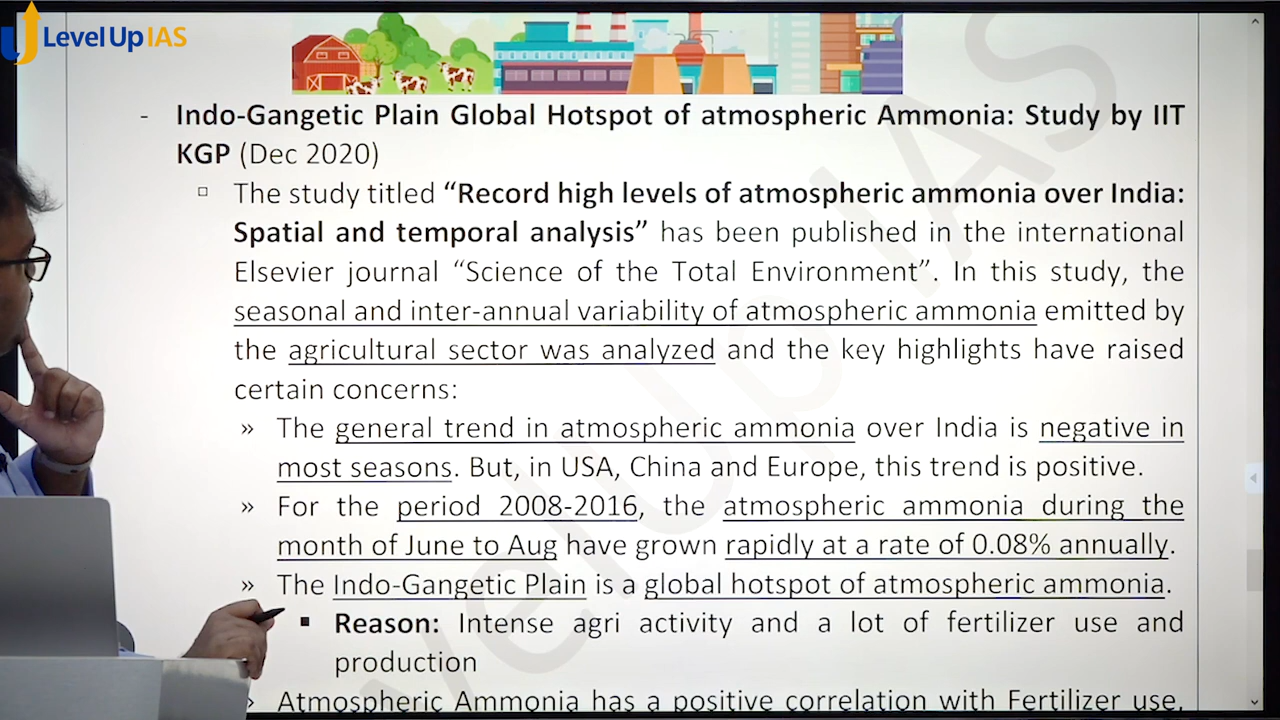 Level Up IAS
- Indo-Gangetic Plain Global Hotspot of atmospheric Ammonia: Study by IIT
KGP (Dec 2020)
▫ The study titled “Record high levels of atmospheric ammonia over India:
Spatial and temporal analysis” has been published in the international
Elsevier journal “Science of the Total Environment”. In this study, the
seasonal and inter-annual variability of atmospheric ammonia emitted by
the agricultural sector was analyzed and the key highlights have raised
certain concerns:
» The general trend in atmospheric ammonia over India is negative in
most seasons. But, in USA, China and Europe, this trend is positive.
» For the period 2008-2016, the atmospheric ammonia during the
month of June to Aug have grown rapidly at a rate of 0.08% annually.
» The Indo-Gangetic Plain is a global hotspot of atmospheric ammonia.
▪ Reason: Intense agri activity and a lot of fertilizer use and
production
Atmospheric Ammonia has a positive correlation with Fertilizer use,